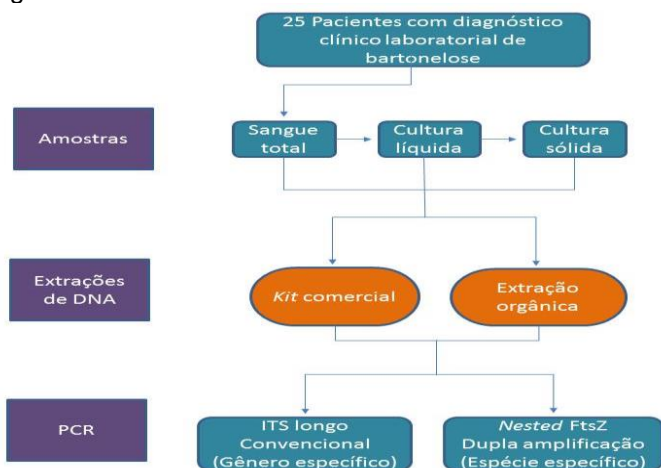 25 Pacientes com diagnóstico
clínico laboratorial de
bartonelose
Amostras
Sangue
total
Cultura
líquida
Cultura
sólida
Extrações
de DNA
Kit comercial
Extração
orgânica
PCR
ITS longo
Convencional
(Gênero específico)
Nested FtsZ
Dupla amplificação
(Espécie específico)